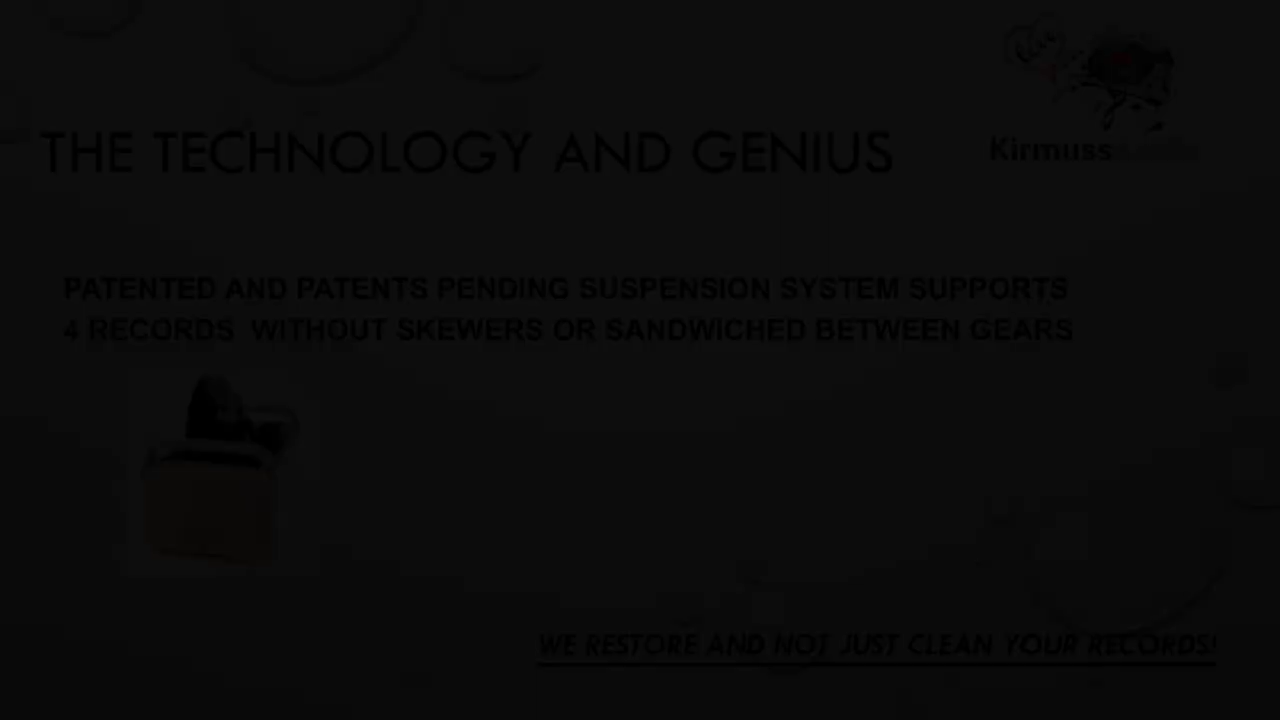 THE TECHNOLOGY AND GENIUS
Kirmuss
PATENTED AND PATENTS PENDING SUSPENSION SYSTEM SUPPORTS
4 RECORDS WITHOUT SKEWERS OR SANDWICHED BETWEEN GEARS
WE RESTORE AND NOT JUST CLEAN YOUR RECORDS!